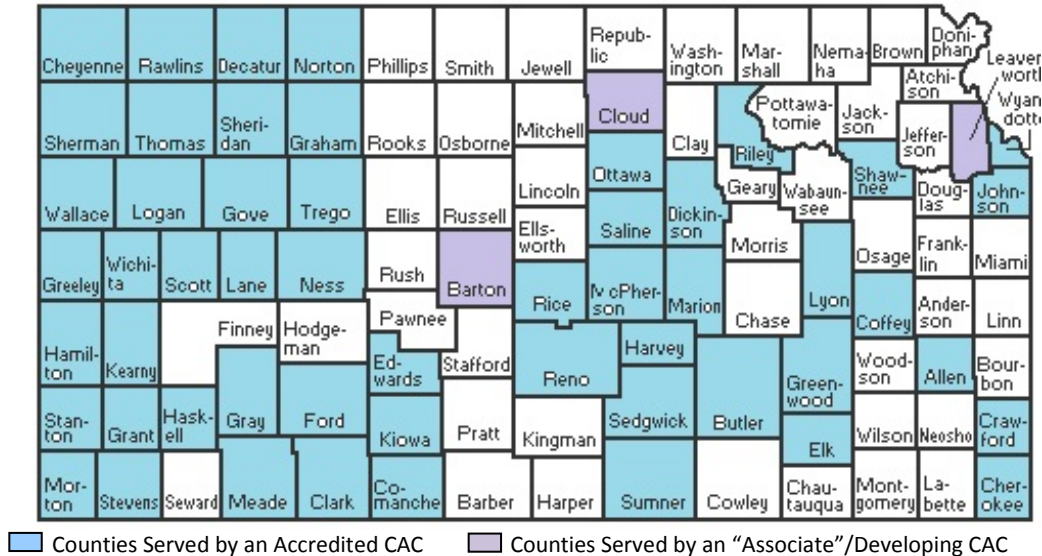 Cheyenne Rawlins Decatur Norton Phillips Smith Jewell
Repub-
lic
Wash-
ington
Mar-
shall
Nema-
ha
Brown
Doni-
phan
Leaven
worth
Atchi-
son
Wyan
dotte
Sherman Thomas
Sheri-
dan
Graham Rooks Osborne
Mitchell
Cloud
Clay
Riley
Pottawa-
tomie
Jack-
son
Jeffer-
son
Wallace Logan Gove Trego Ellis Russell
Lincoln
Ottawa
Saline
Dickin-
son
Geary
Wabaun-
see
Shaw-
nee
Doug-
las
John-
son
Ells-
worth
Morris
Osage
Frank-
lin
Miami
Greeley
Wichi-
ta
Scott Lane Ness
Rush
Barton
Rice
McPher-
son
Marion
Chase
Lyon
Coffey
Ander-
son
Linn
Hamil-
ton
Kearny
Finney
Hodge-
man
Pawnee
Ed-
wards
Stafford
Reno
Harvey
Butler
Green-
wood
Wood-
son
Allen
Bour-
bon
Stan-
ton
Grant
Hask-
ell
Gray
Ford
Kiowa
Pratt
Kingman
Sedgwick
Elk
Wilson
Neosho
Craw-
ford
Mor-
ton
Stevens
Seward
Meade
Clark
Co-
manche
Barber
Harper
Sumner
Cowley
Chau-
tauqua
Mont-
gomery
La-
bette
Cher-
okee
Counties Served by an Accredited CAC
Counties Served by an “Associate”/Developing CAC